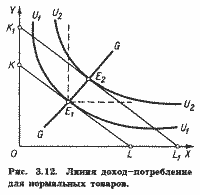 Y
U₁
U₂
K₁
G
K
E₂
E₁
G
U₂
U₁
O
L
L₁
X
Рис. 3.12. Линия доход—потребление
для нормальных товаров.